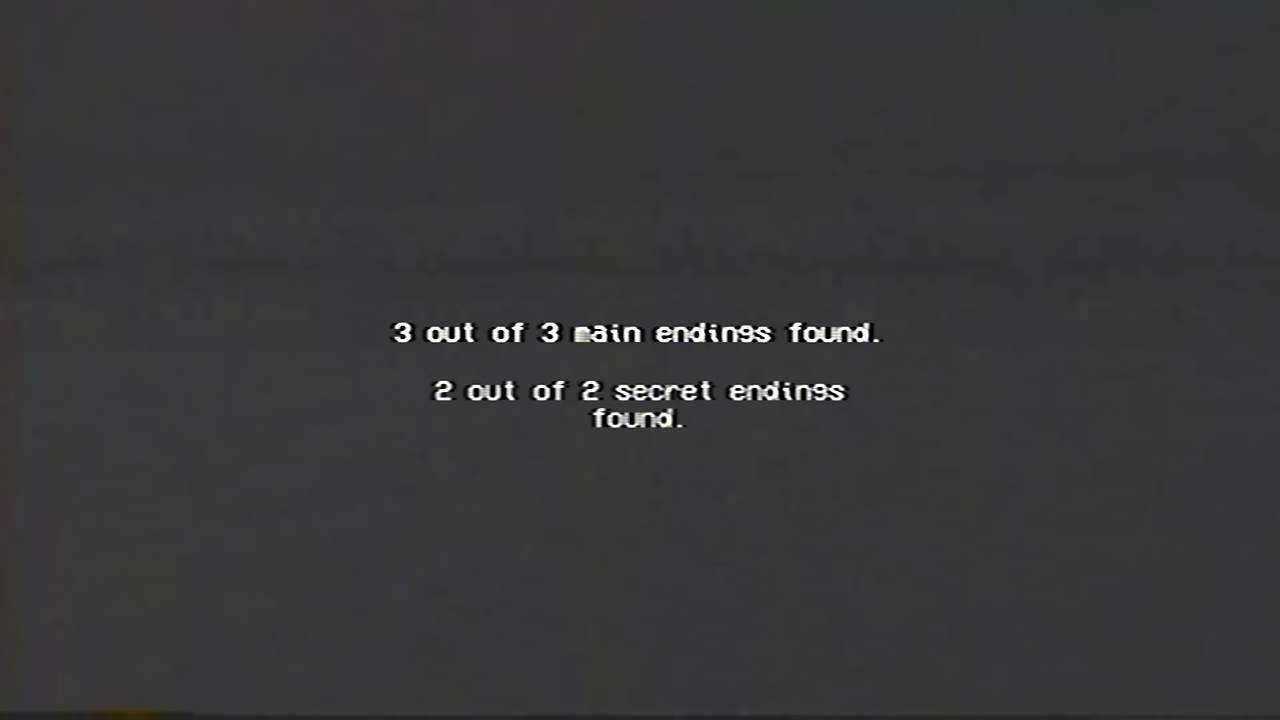 3 out of 3 main endings found.
2 out of 2 secret endings
found.